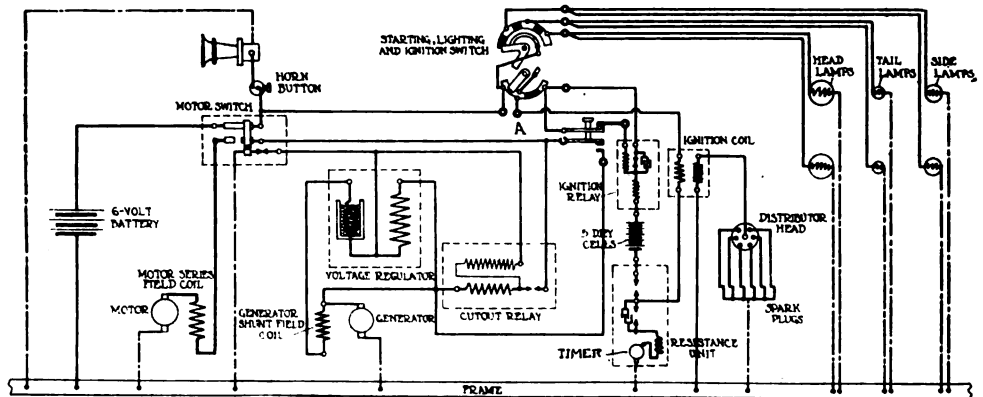 STARTING, LIGHTING
AND IGNITION SWITCH
HORN
BUTTON
HEAD
LAMPS
TAIL
LAMPS
SIDE
LAMPS
MOTOR SWITCH
A
IGNITION COIL
IGNITION
RELAY
6-VOLT
BATTERY
5 DRY
CELLS
DISTRIBUTOR
HEAD
VOLTAGE REGULATOR
MOTOR SERIES
FIELD COIL
MOTOR
GENERATOR
SHUNT FIELD
COIL
GENERATOR
CUTOUT RELAY
SPARK
PLUGS
TIMER
RESISTANCE
UNIT
FRAME